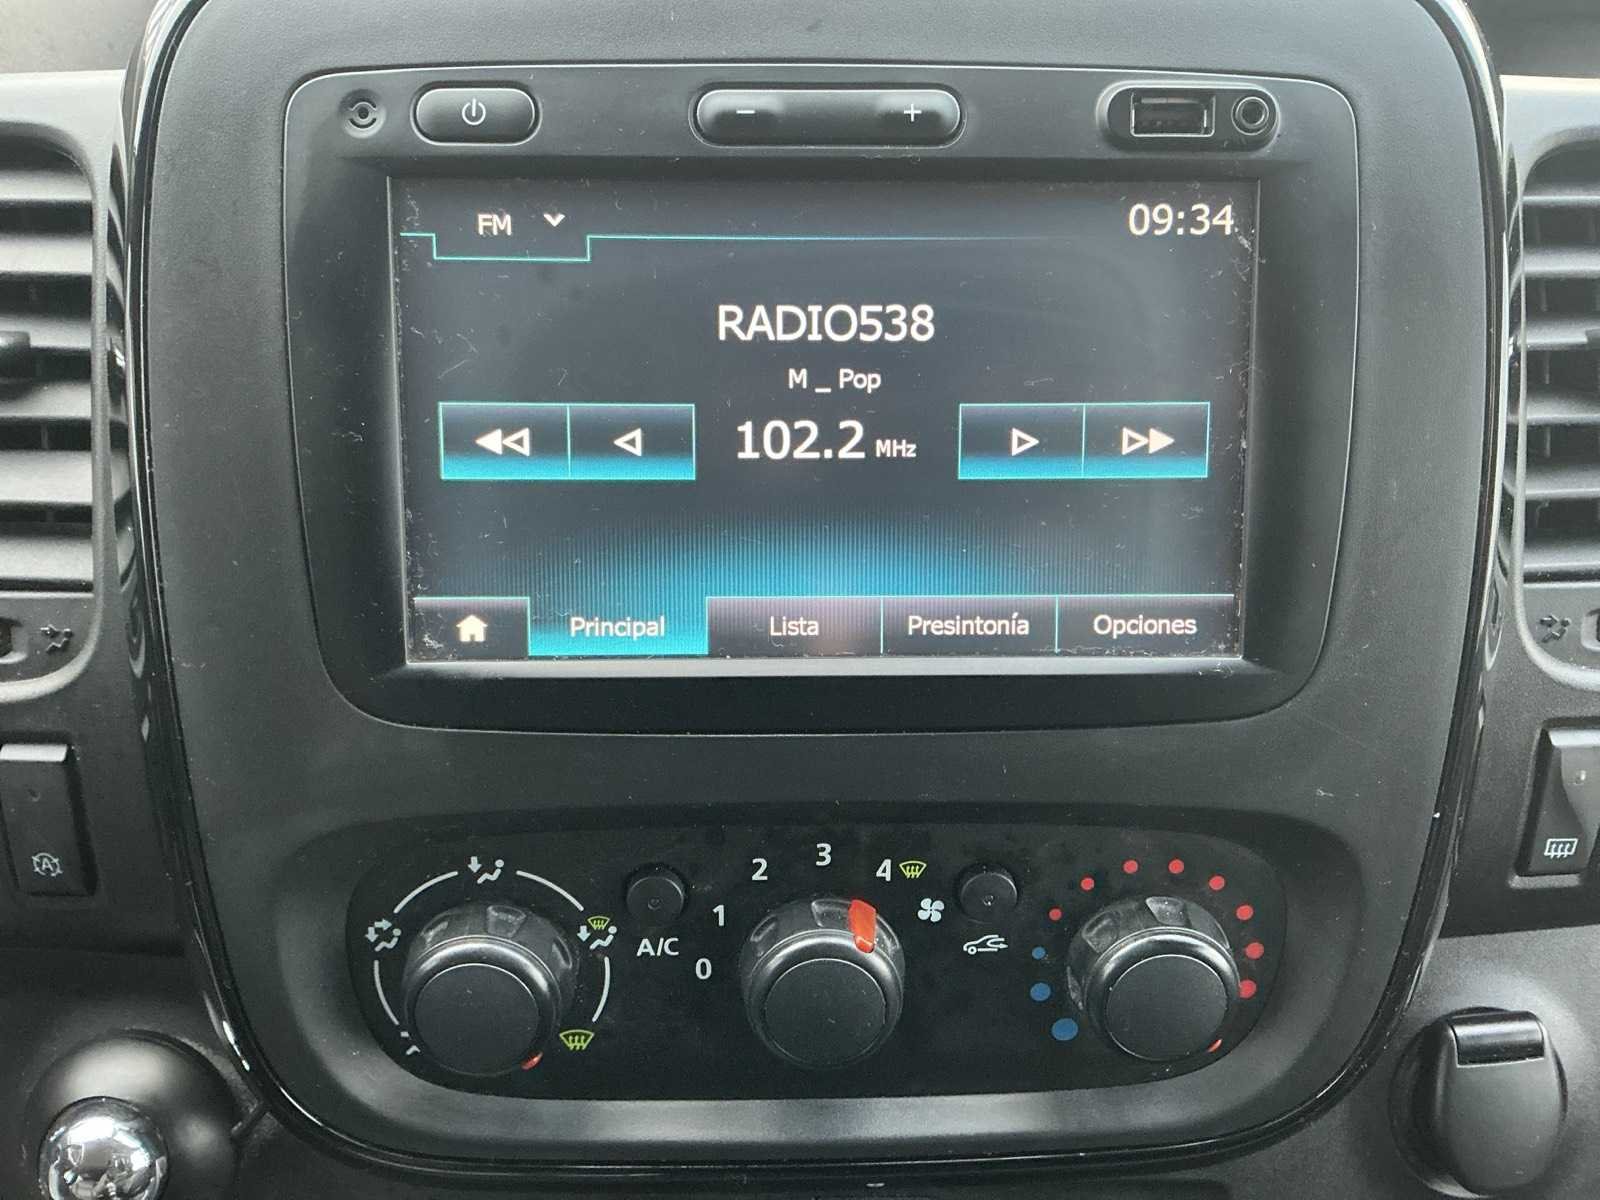 FM
09:34
RADIO538
M _ Pop
102.2 MHz
Principal Lista Presintonía Opciones
0 1 2 3 4
A/C
A